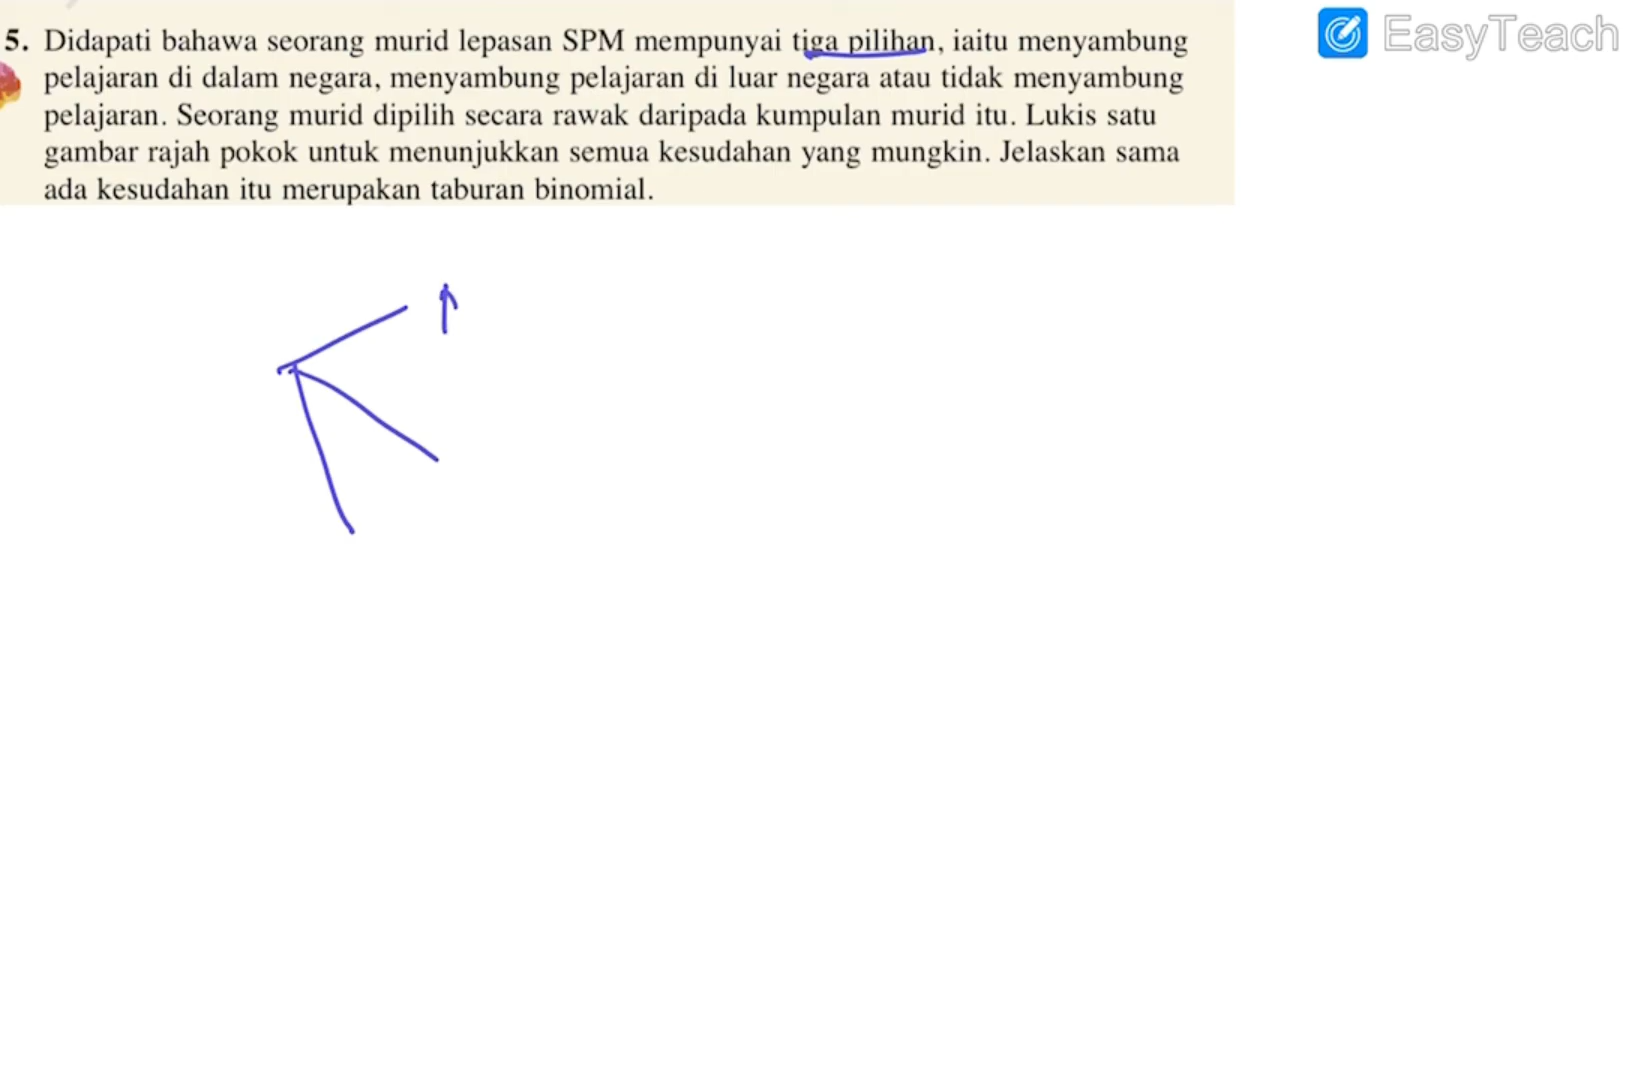 5. Didapati bahawa seorang murid lepasan SPM mempunyai tiga pilihan, iaitu menyambung
pelajaran di dalam negara, menyambung pelajaran di luar negara atau tidak menyambung
pelajaran. Seorang murid dipilih secara rawak daripada kumpulan murid itu. Lukis satu
gambar rajah pokok untuk menunjukkan semua kesudahan yang mungkin. Jelaskan sama
ada kesudahan itu merupakan taburan binomial.
EasyTeach